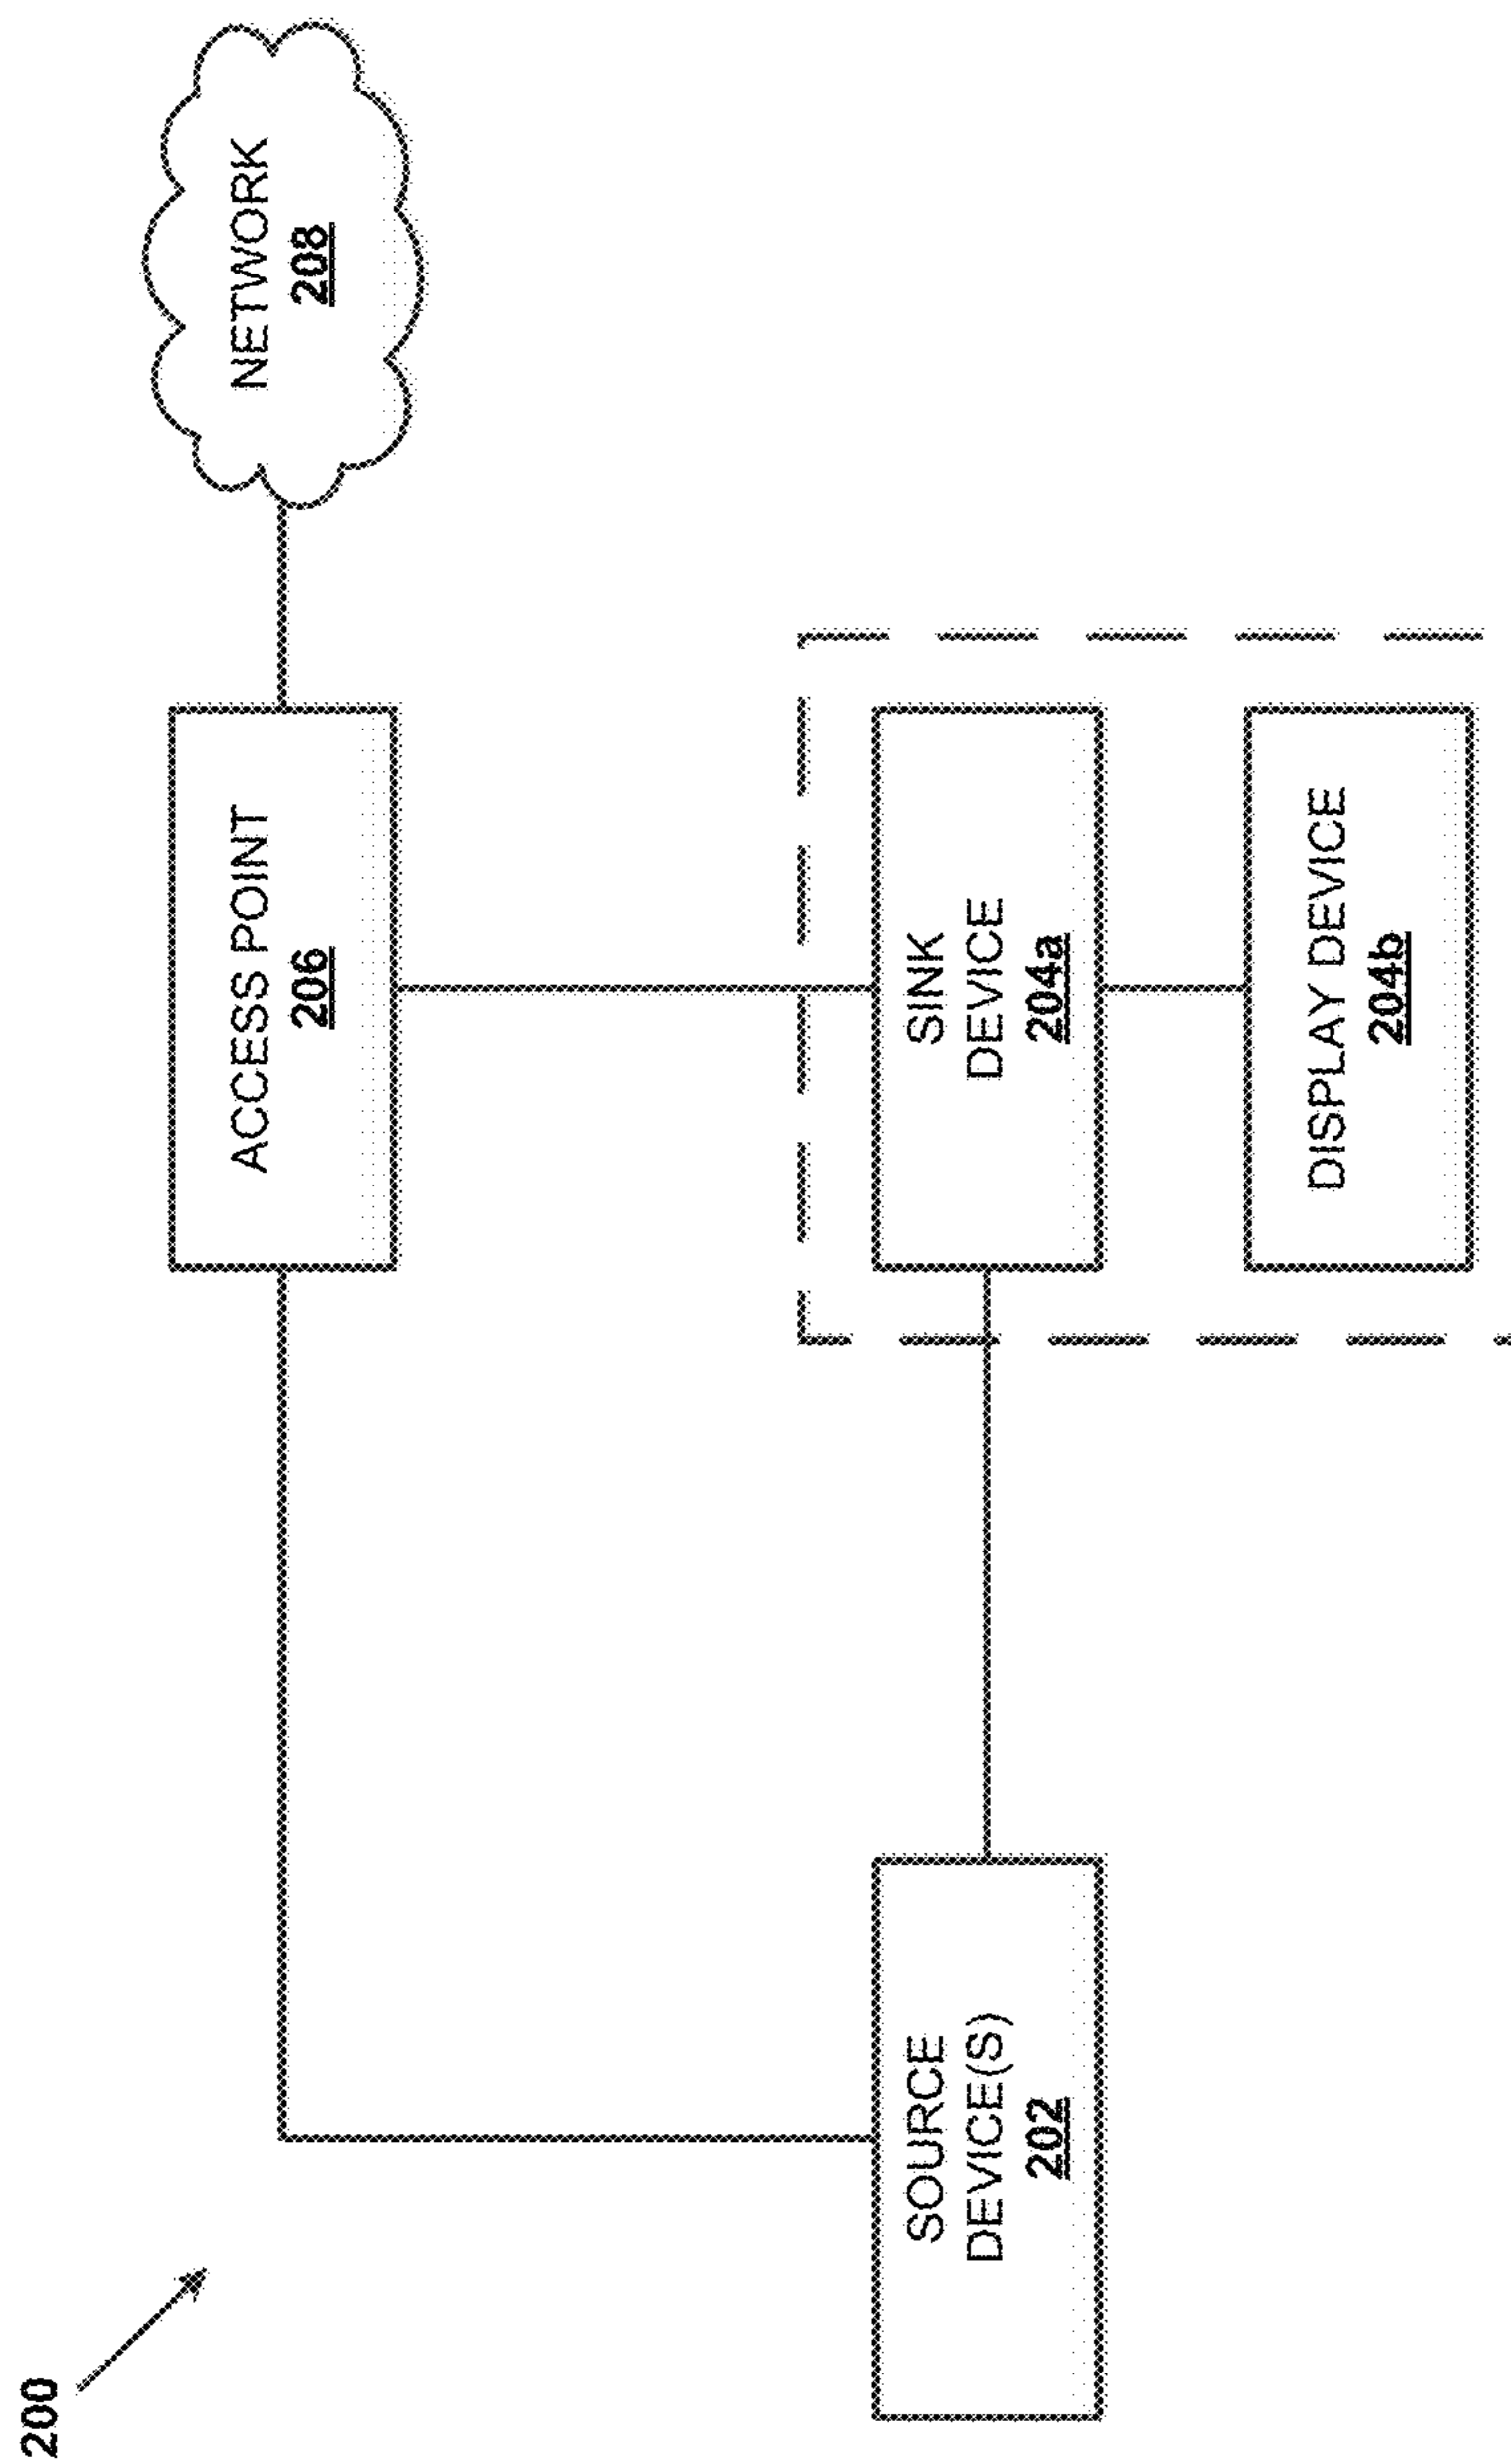 200
ACCESS POINT
206
NETWORK
208
SOURCE
DEVICE(S)
202
SINK
DEVICE
204a
DISPLAY DEVICE
204b